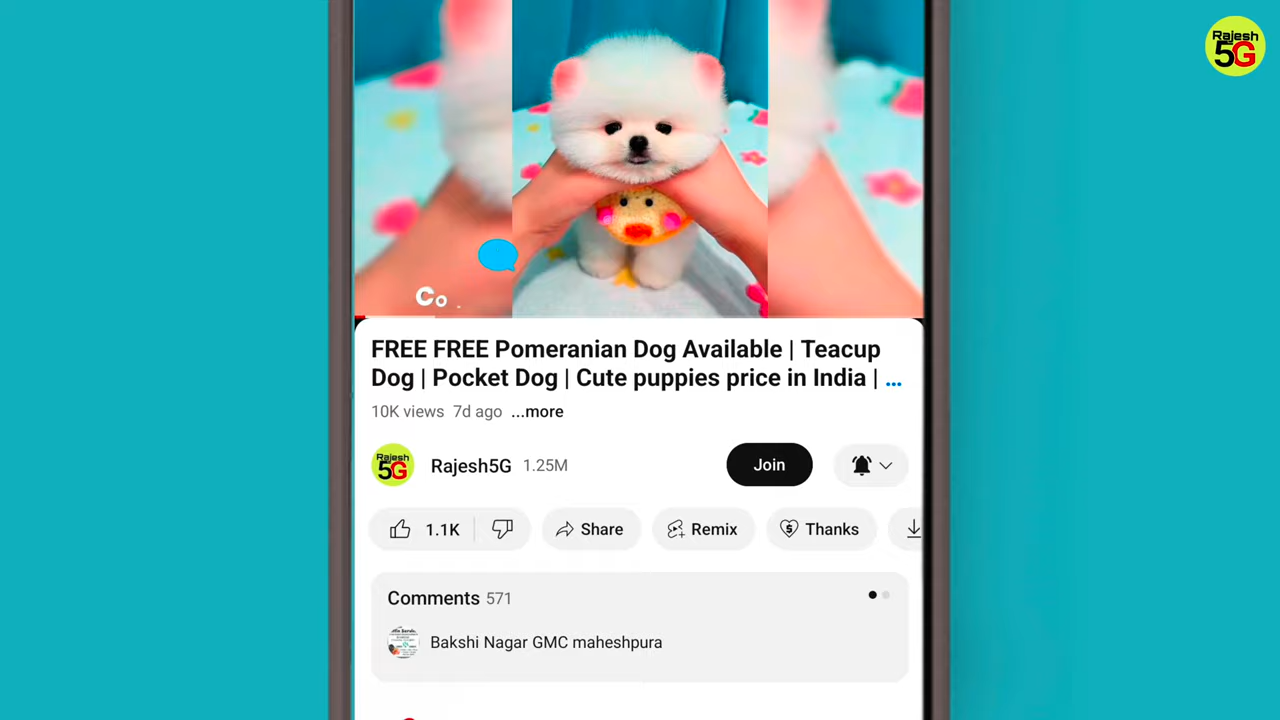 Rajesh
5G
Co
FREE FREE Pomeranian Dog Available | Teacup
Dog | Pocket Dog | Cute puppies price in India | ...
10K views 7d ago ...more
Rajesh
5G
Rajesh5G 1.25M
Join
1.1K
Share
Remix
Thanks
Comments 571
Bakshi Nagar GMC maheshpura